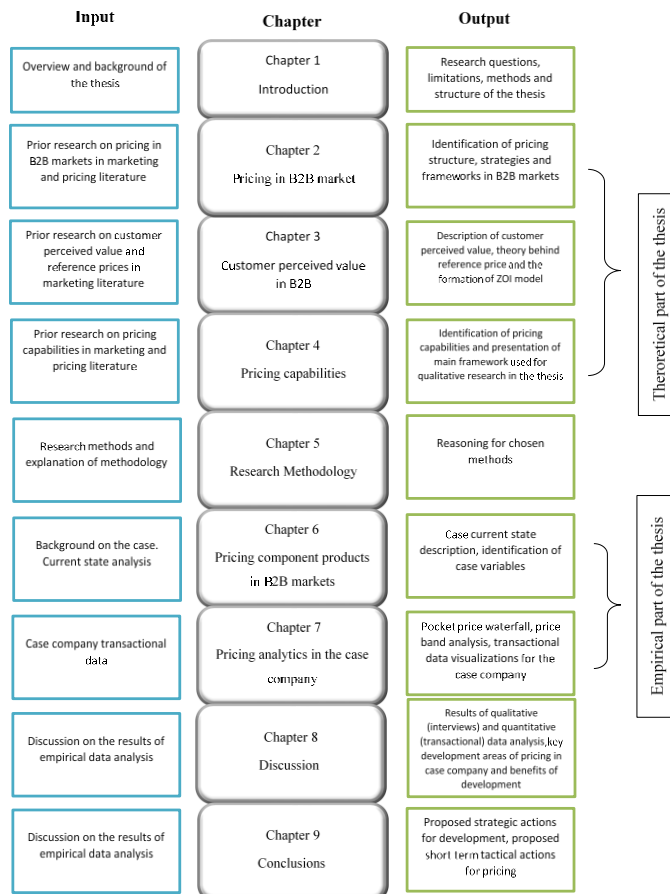 Input
Chapter
Output
Overview and background of
the thesis
Chapter 1
Introduction
Research questions,
limitations, methods and
structure of the thesis
Prior research on pricing in
B2B markets in marketing
and pricing literature
Chapter 2
Pricing in B2B market
Identification of pricing
structure, strategies and
frameworks in B2B markets
Prior research on customer
perceived value and
reference prices in
marketing literature
Chapter 3
Customer perceived value
in B2B
Description of customer
perceived value, theory behind
reference price and the
formation of ZOI model
Prior research on pricing
capabilities in marketing and
pricing literature
Chapter 4
Pricing capabilities
Identification of pricing
capabilities and presentation of
main framework used for
qualitative research in the thesis
Theroretical part of the thesis
Research methods and
explanation of methodology
Chapter 5
Research Methodology
Reasoning for chosen
methods
Background on the case.
Current state analysis
Chapter 6
Pricing component products
in B2B markets
Case current state
description, identification of
case variables
Case company transactional
data
Chapter 7
Pricing analytics in the case
company
Pocket price waterfall, price
band analysis, transactional
data visualizations for the
case company
Empirical part of the thesis
Discussion on the results of
empirical data analysis
Chapter 8
Discussion
Results of qualitative
(interviews) and quantitative
(transactional) data analysis,key
development areas of pricing in
case company and benefits of
development
Discussion on the results of
empirical data analysis
Chapter 9
Conclusions
Proposed strategic actions
for development, proposed
short term tactical actions
for pricing